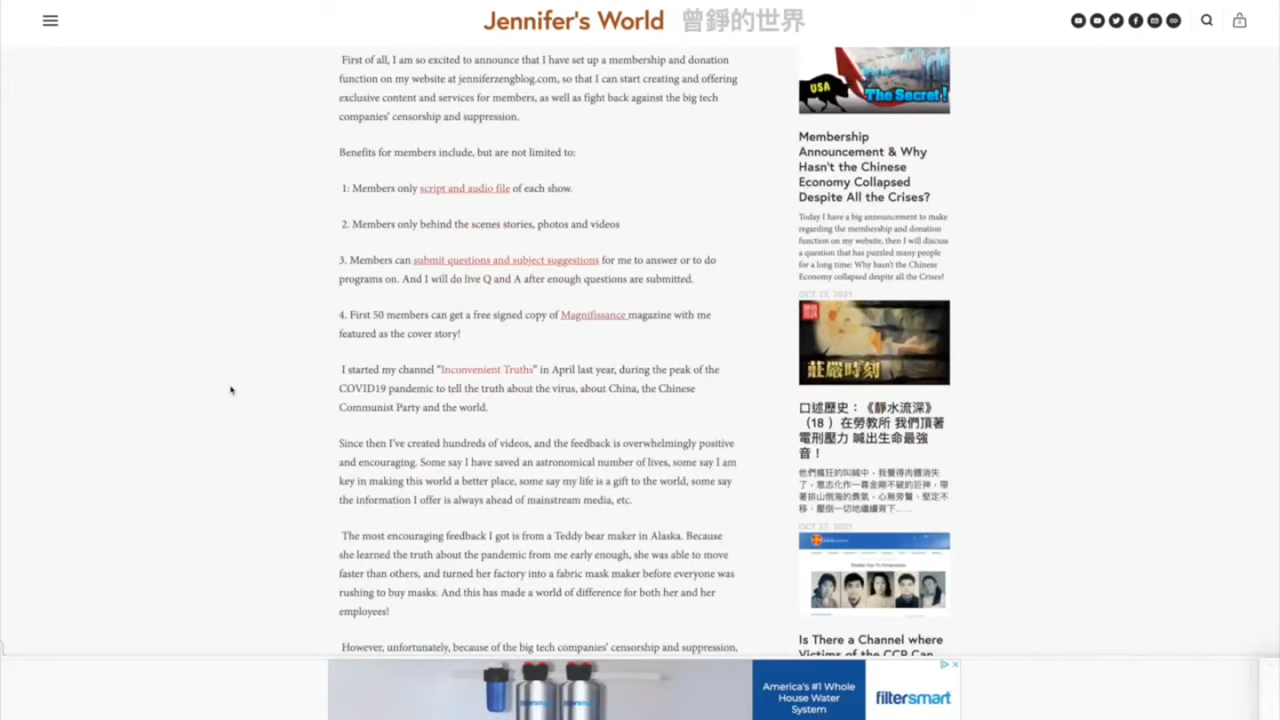 Jennifer's World 曾錚的世界
First of all, I am so excited to announce that I have set up a membership and donation
function on my website at jenniferzengblog.com, so that I can start creating and offering
exclusive content and services for members, as well as fight back against the big tech
companies' censorship and suppression.
Benefits for members include, but are not limited to:
1: Members only script and audio file of each show.
2. Members only behind the scenes stories, photos and videos
3. Members can submit questions and subject suggestions for me to answer or to do
programs on. And I will do live Q and A after enough questions are submitted.
4. First 50 members can get a free signed copy of Magnifissance magazine with me
featured as the cover story!
I started my channel “Inconvenient Truths” in April last year, during the peak of the
COVID19 pandemic to tell the truth about the virus, about China, the Chinese
Communist Party and the world.
Since then I've created hundreds of videos, and the feedback is overwhelmingly positive
and encouraging. Some say I have saved an astronomical number of lives, some say I am
key in making this world a better place, some say my life is a gift to the world, some say
the information I offer is always ahead of mainstream media, etc.
The most encouraging feedback I got is from a Teddy bear maker in Alaska. Because
she learned the truth about the pandemic from me early enough, she was able to move
faster than others, and turned her factory into a fabric mask maker before everyone was
rushing to buy masks. And this has made a world of difference for both her and her
employees!
However, unfortunately, because of the big tech companies' censorship and suppression,
USA
The Secret!
Membership
Announcement & Why
Hasn't the Chinese
Economy Collapsed
Despite All the Crises?
Today I have a big announcement to make
regarding the membership and donation
function on my website, then I will discuss
a question that has puzzled many people
for a long time: Why hasn't the Chinese
Economy collapsed despite all the Crises!
OCT 27, 2021
莊嚴時刻
口述歷史：《靜水流深》
（18 ）在勞教所 我們頂著
電刑壓力 喊出生命最強
音！
他們瘋狂的叫喊中，我覺得肉體消失
了，意志化作一尊金剛不破的巨神，帶
著排山倒海的勇氣，心無旁騖、堅定不
移、壓倒一切地繼續背下……
OCT 27, 2021
Is There a Channel where
Victims of the CCP Can
America's #1 Whole
House Water
System
filtersmart